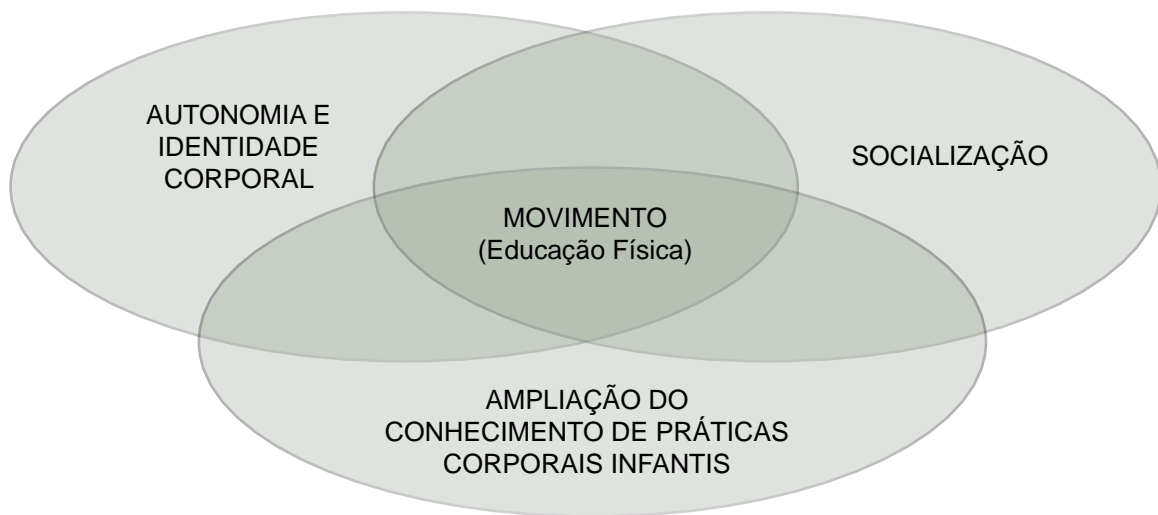 AUTONOMIA E
IDENTIDADE
CORPORAL
SOCIALIZAÇÃO
MOVIMENTO
(Educação Física)
AMPLIAÇÃO DO
CONHECIMENTO DE PRÁTICAS
CORPORAIS INFANTIS